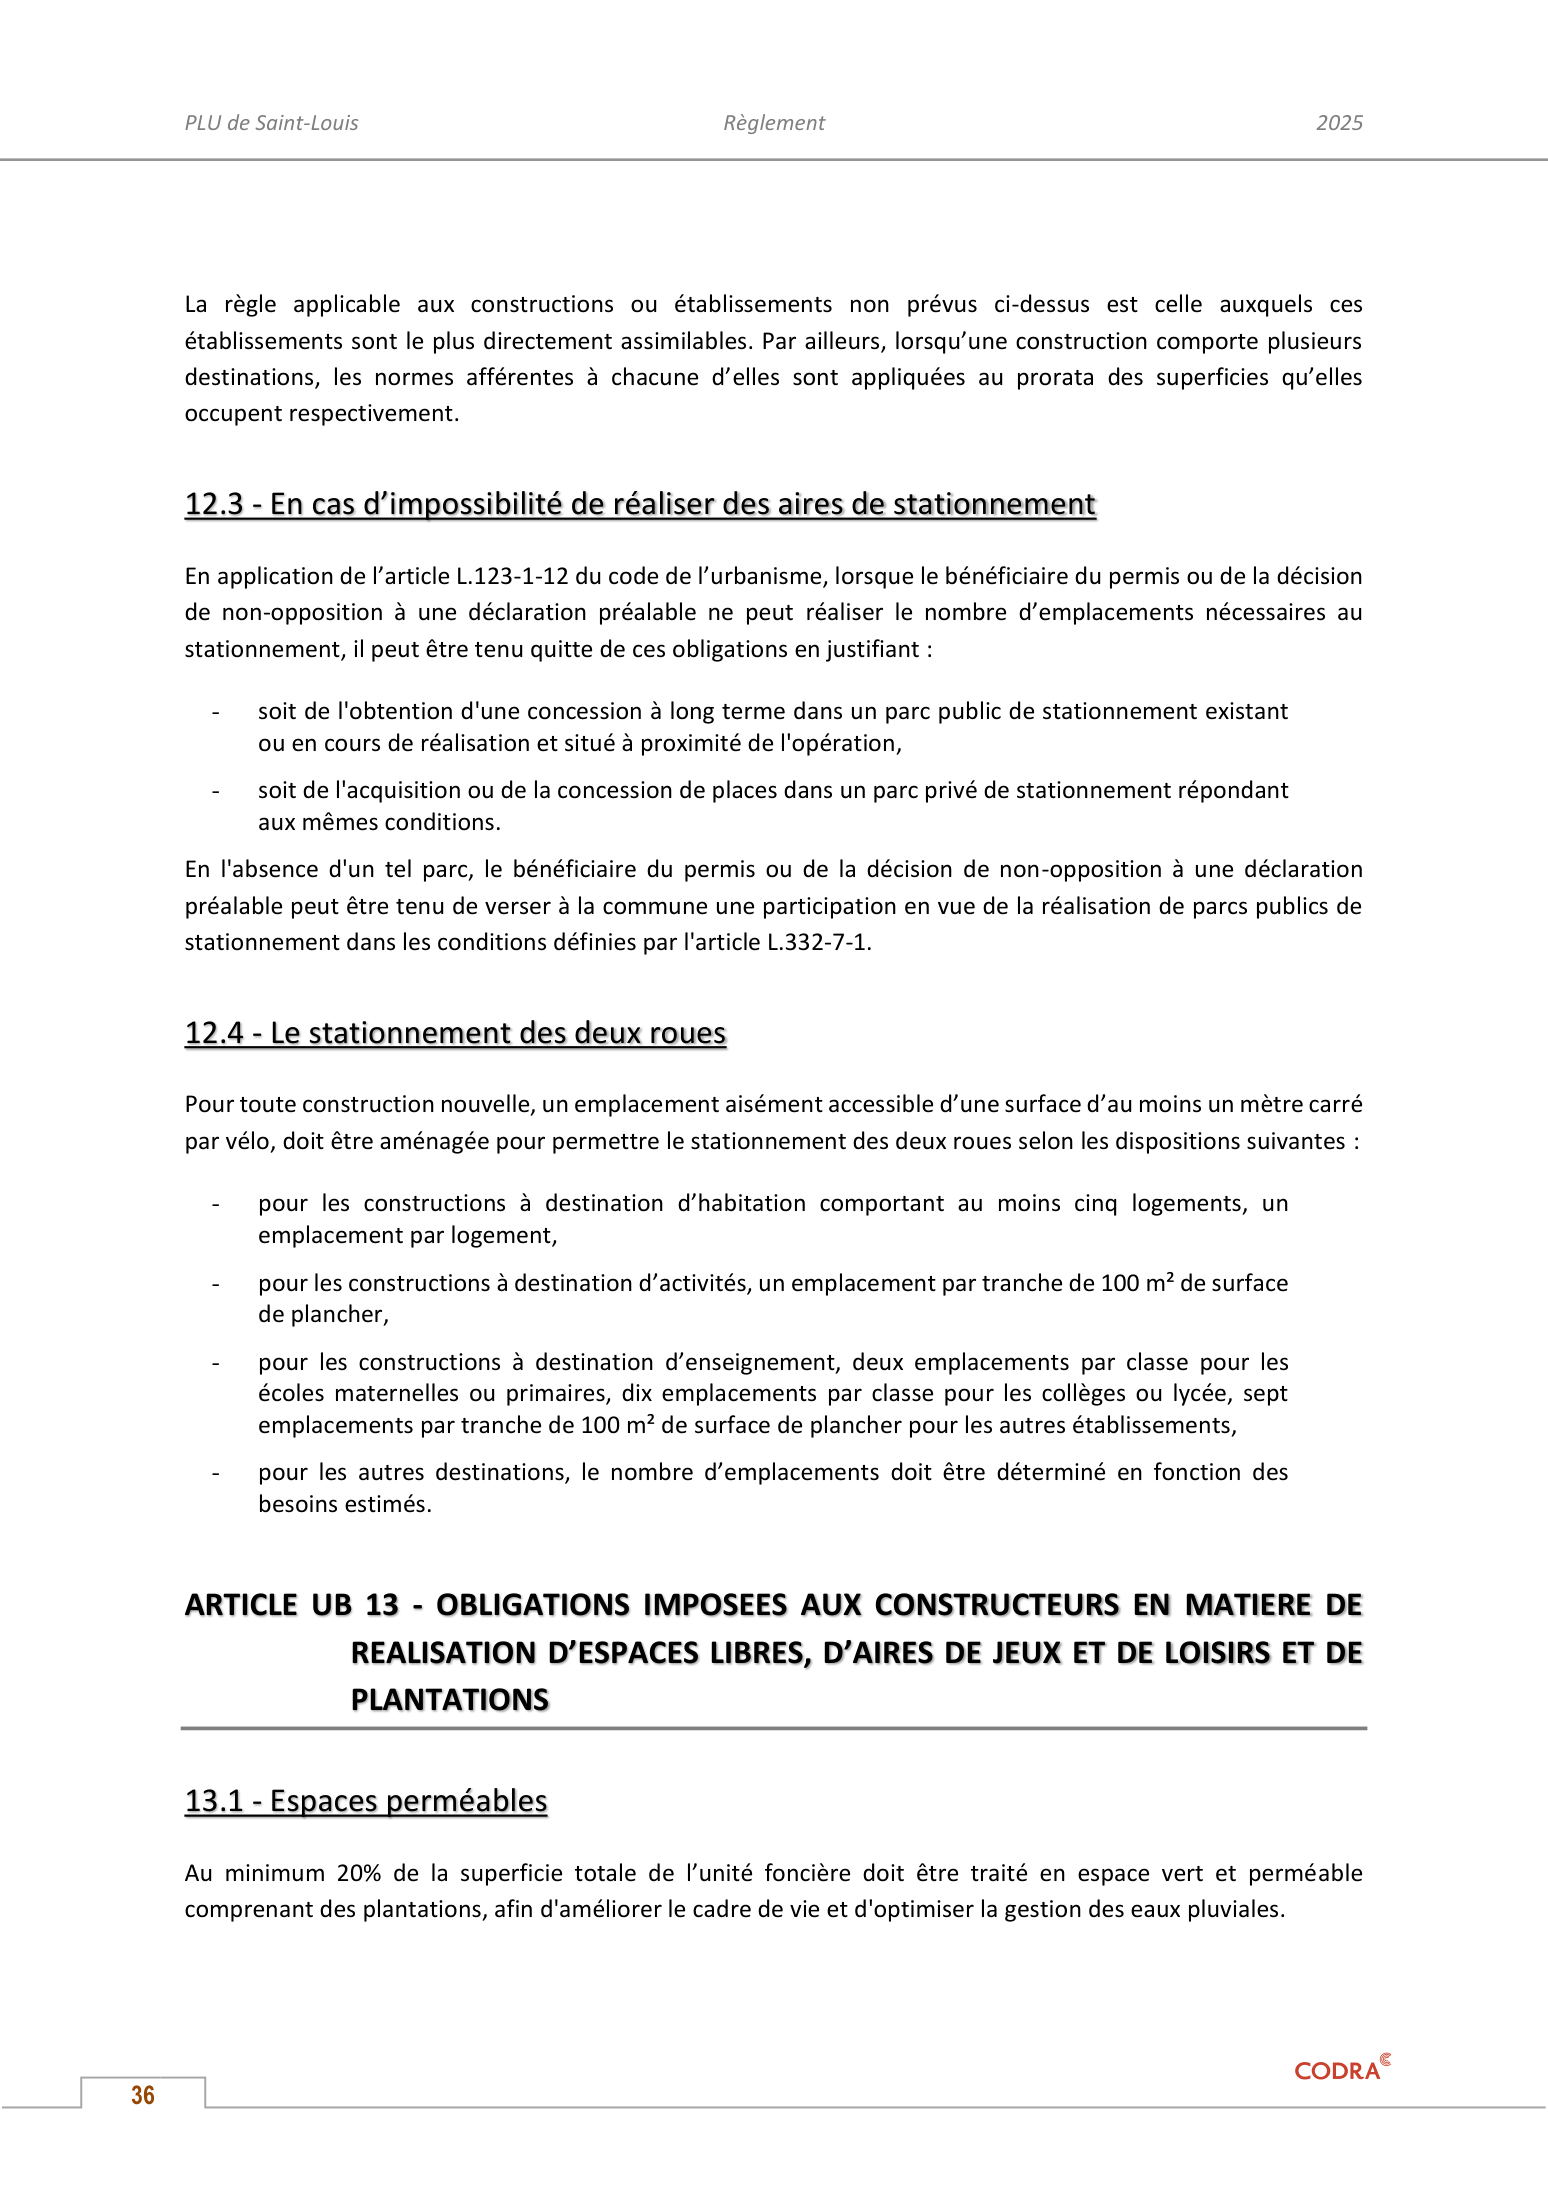 PLU de Saint-Louis Règlement 2025
La règle applicable aux constructions ou établissements non prévus ci-dessus est celle auxquels ces
établissements sont le plus directement assimilables. Par ailleurs, lorsqu’une construction comporte plusieurs
destinations, les normes afférentes à chacune d’elles sont appliquées au prorata des superficies qu’elles
occupent respectivement.
12.3 - En cas d’impossibilité de réaliser des aires de stationnement
En application de l’article L.123-1-12 du code de l’urbanisme, lorsque le bénéficiaire du permis ou de la décision
de non-opposition à une déclaration préalable ne peut réaliser le nombre d’emplacements nécessaires au
stationnement, il peut être tenu quitte de ces obligations en justifiant :
- soit de l'obtention d'une concession à long terme dans un parc public de stationnement existant
ou en cours de réalisation et situé à proximité de l'opération,
- soit de l'acquisition ou de la concession de places dans un parc privé de stationnement répondant
aux mêmes conditions.
En l'absence d'un tel parc, le bénéficiaire du permis ou de la décision de non-opposition à une déclaration
préalable peut être tenu de verser à la commune une participation en vue de la réalisation de parcs publics de
stationnement dans les conditions définies par l'article L.332-7-1.
12.4 - Le stationnement des deux roues
Pour toute construction nouvelle, un emplacement aisément accessible d’une surface d’au moins un mètre carré
par vélo, doit être aménagée pour permettre le stationnement des deux roues selon les dispositions suivantes :
- pour les constructions à destination d’habitation comportant au moins cinq logements, un
emplacement par logement,
- pour les constructions à destination d’activités, un emplacement par tranche de 100 m² de surface
de plancher,
- pour les constructions à destination d’enseignement, deux emplacements par classe pour les
écoles maternelles ou primaires, dix emplacements par classe pour les collèges ou lycée, sept
emplacements par tranche de 100 m² de surface de plancher pour les autres établissements,
- pour les autres destinations, le nombre d’emplacements doit être déterminé en fonction des
besoins estimés.
ARTICLE UB 13 - OBLIGATIONS IMPOSEES AUX CONSTRUCTEURS EN MATIERE DE
REALISATION D’ESPACES LIBRES, D’AIRES DE JEUX ET DE LOISIRS ET DE
PLANTATIONS
13.1 - Espaces perméables
Au minimum 20% de la superficie totale de l’unité foncière doit être traité en espace vert et perméable
comprenant des plantations, afin d'améliorer le cadre de vie et d'optimiser la gestion des eaux pluviales.
CODRA
36